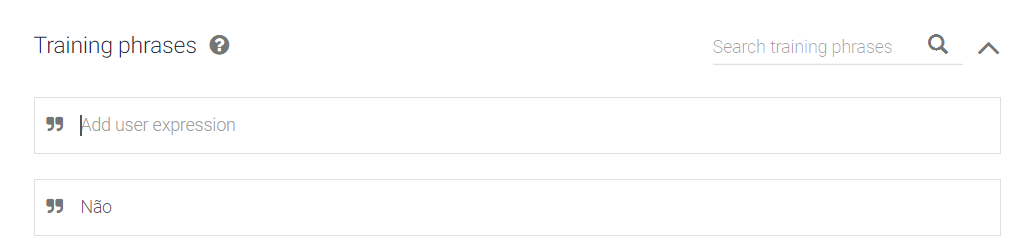 Training phrases ?
Search training phrases
Add user expression
Não